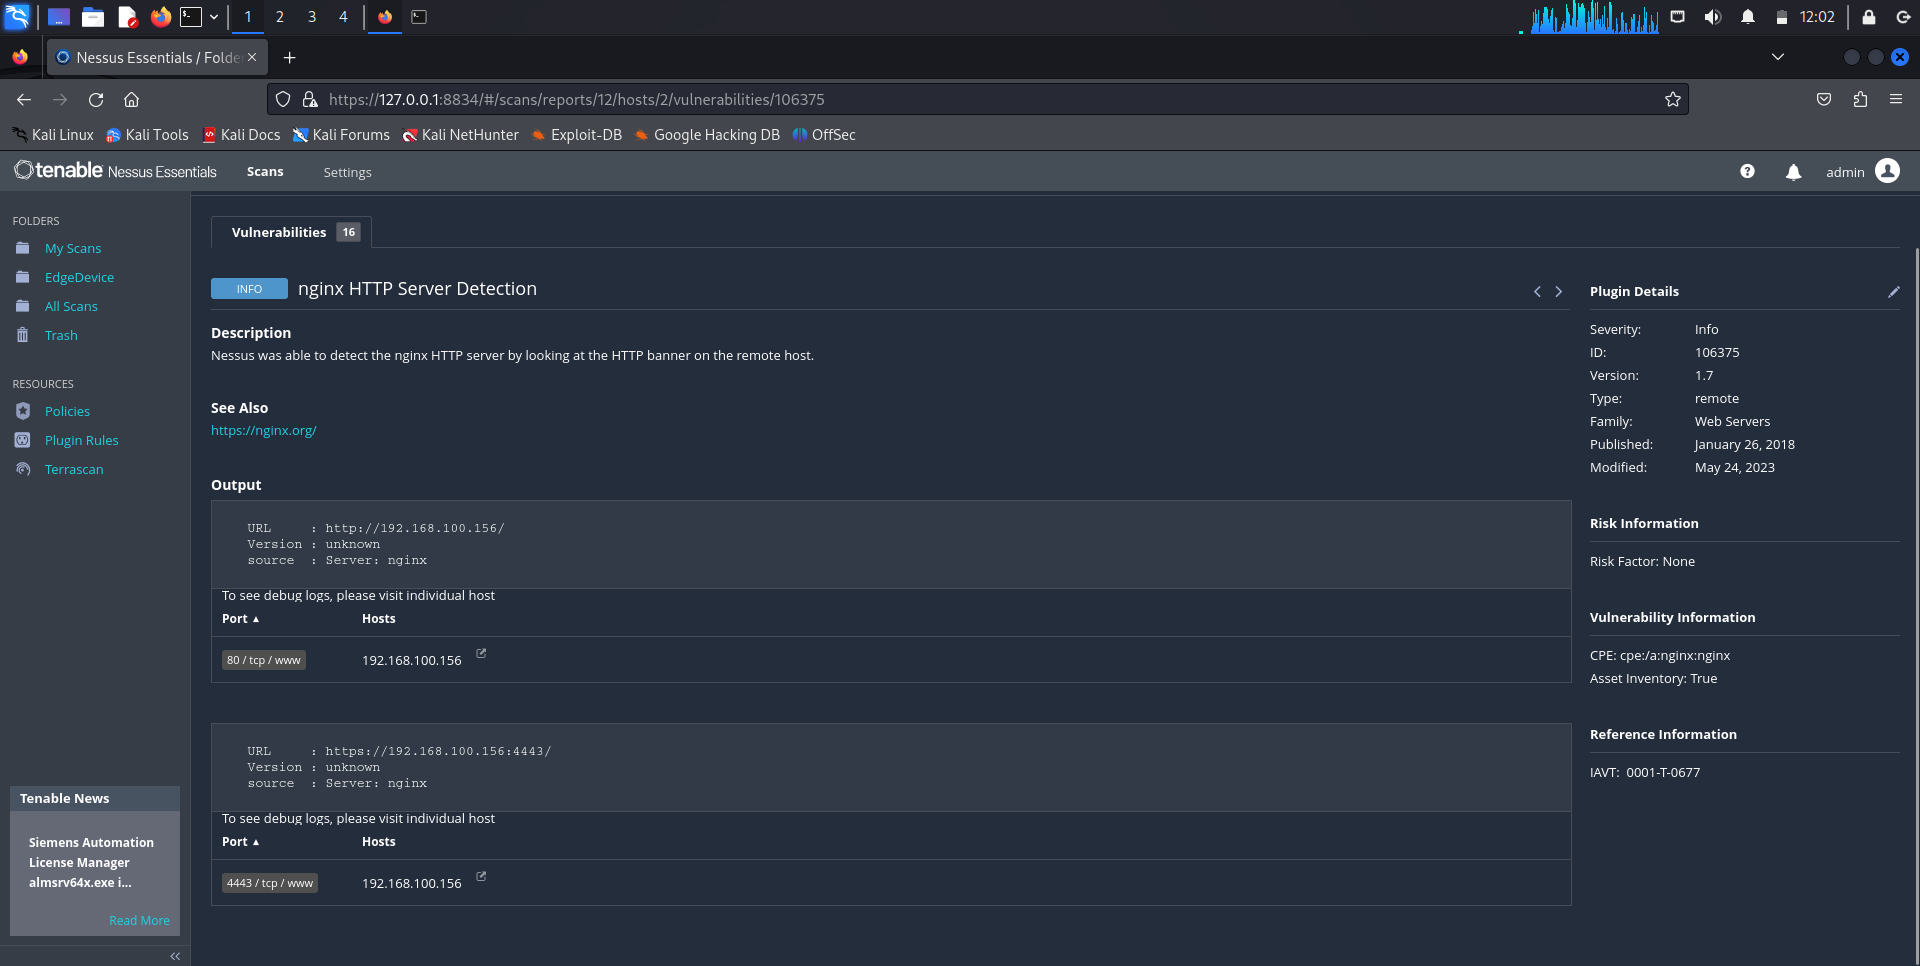 1 2 3 4
12:02
Nessus Essentials / Folde
https://127.0.0.1:8834/#/scans/reports/12/hosts/2/vulnerabilities/106375
Kali Linux Kali Tools Kali Docs Kali Forums Kali NetHunter Exploit-DB Google Hacking DB OffSec
tenable Nessus Essentials Scans Settings admin
FOLDERS
My Scans
EdgeDevice
All Scans
Trash
RESOURCES
Policies
Plugin Rules
Terrascan
Tenable News
Siemens Automation
License Manager
almsrv64x.exe i...
Read More
Vulnerabilities 16
INFO nginx HTTP Server Detection
Description
Nessus was able to detect the nginx HTTP server by looking at the HTTP banner on the remote host.
See Also
https://nginx.org/
Output
URL : http://192.168.100.156/
Version : unknown
source : Server: nginx
To see debug logs, please visit individual host
Port ▲ Hosts
80 / tcp / www 192.168.100.156
URL : https://192.168.100.156:4443/
Version : unknown
source : Server: nginx
To see debug logs, please visit individual host
Port ▲ Hosts
4443 / tcp / www 192.168.100.156
Plugin Details
Severity: Info
ID: 106375
Version: 1.7
Type: remote
Family: Web Servers
Published: January 26, 2018
Modified: May 24, 2023
Risk Information
Risk Factor: None
Vulnerability Information
CPE: cpe:/a:nginx:nginx
Asset Inventory: True
Reference Information
IAVT: 0001-T-0677